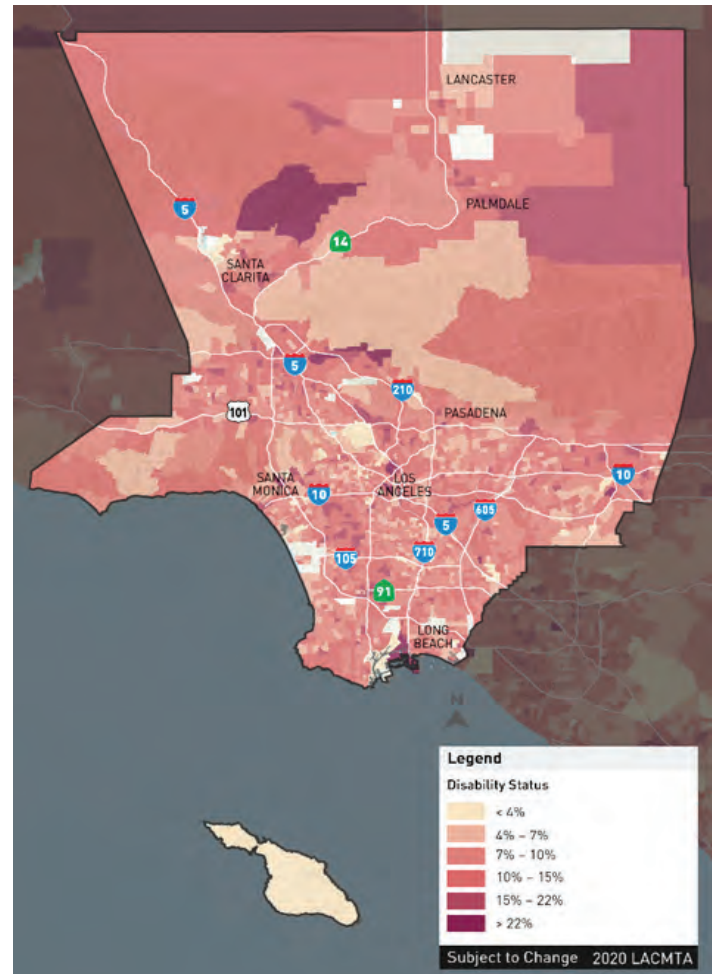 LANCASTER
5
PALMDALE
14
SANTA
CLARITA
5
210
101
PASADENA
SANTA
MONICA
LOS
ANGELES
10
10
605
5
105
710
91
LONG
BEACH
N
Legend
Disability Status
< 4%
4% – 7%
7% – 10%
10% – 15%
15% – 22%
> 22%
Subject to Change 2020 LACMTA